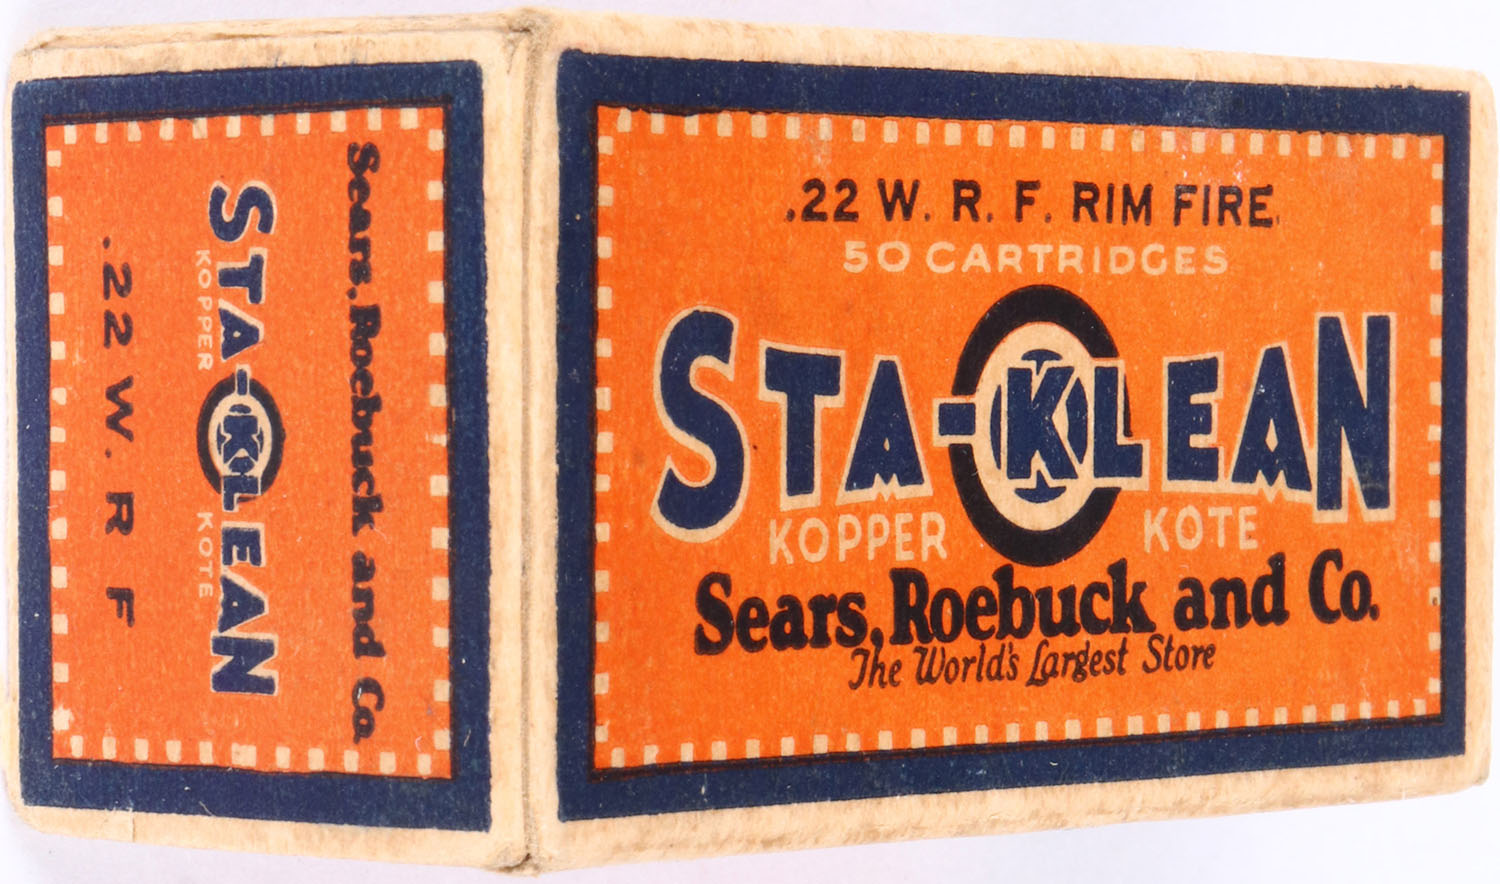 .22 W. R. F. RIM FIRE.
50 CARTRIDGES
STA-KLEAN
KOPPER KOTE
Sears, Roebuck and Co.
The World's Largest Store
Sears, Roebuck and Co.
STA-KLEAN
KOPPER KOTE
.22 W. R F